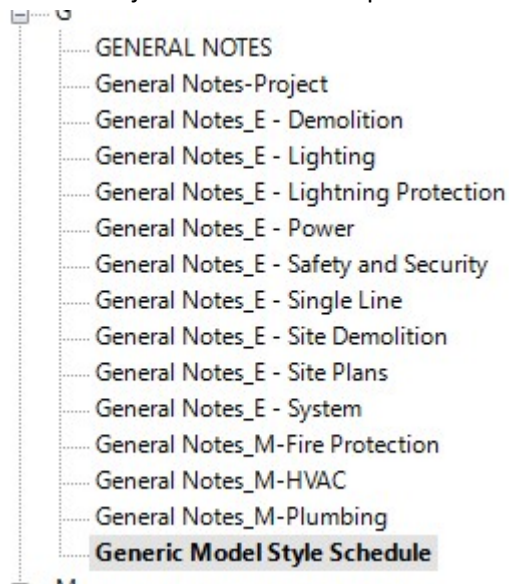 G
GENERAL NOTES
General Notes-Project
General Notes_E - Demolition
General Notes_E - Lighting
General Notes_E - Lightning Protection
General Notes_E - Power
General Notes_E - Safety and Security
General Notes_E - Single Line
General Notes_E - Site Demolition
General Notes_E - Site Plans
General Notes_E - System
General Notes_M-Fire Protection
General Notes_M-HVAC
General Notes_M-Plumbing
Generic Model Style Schedule